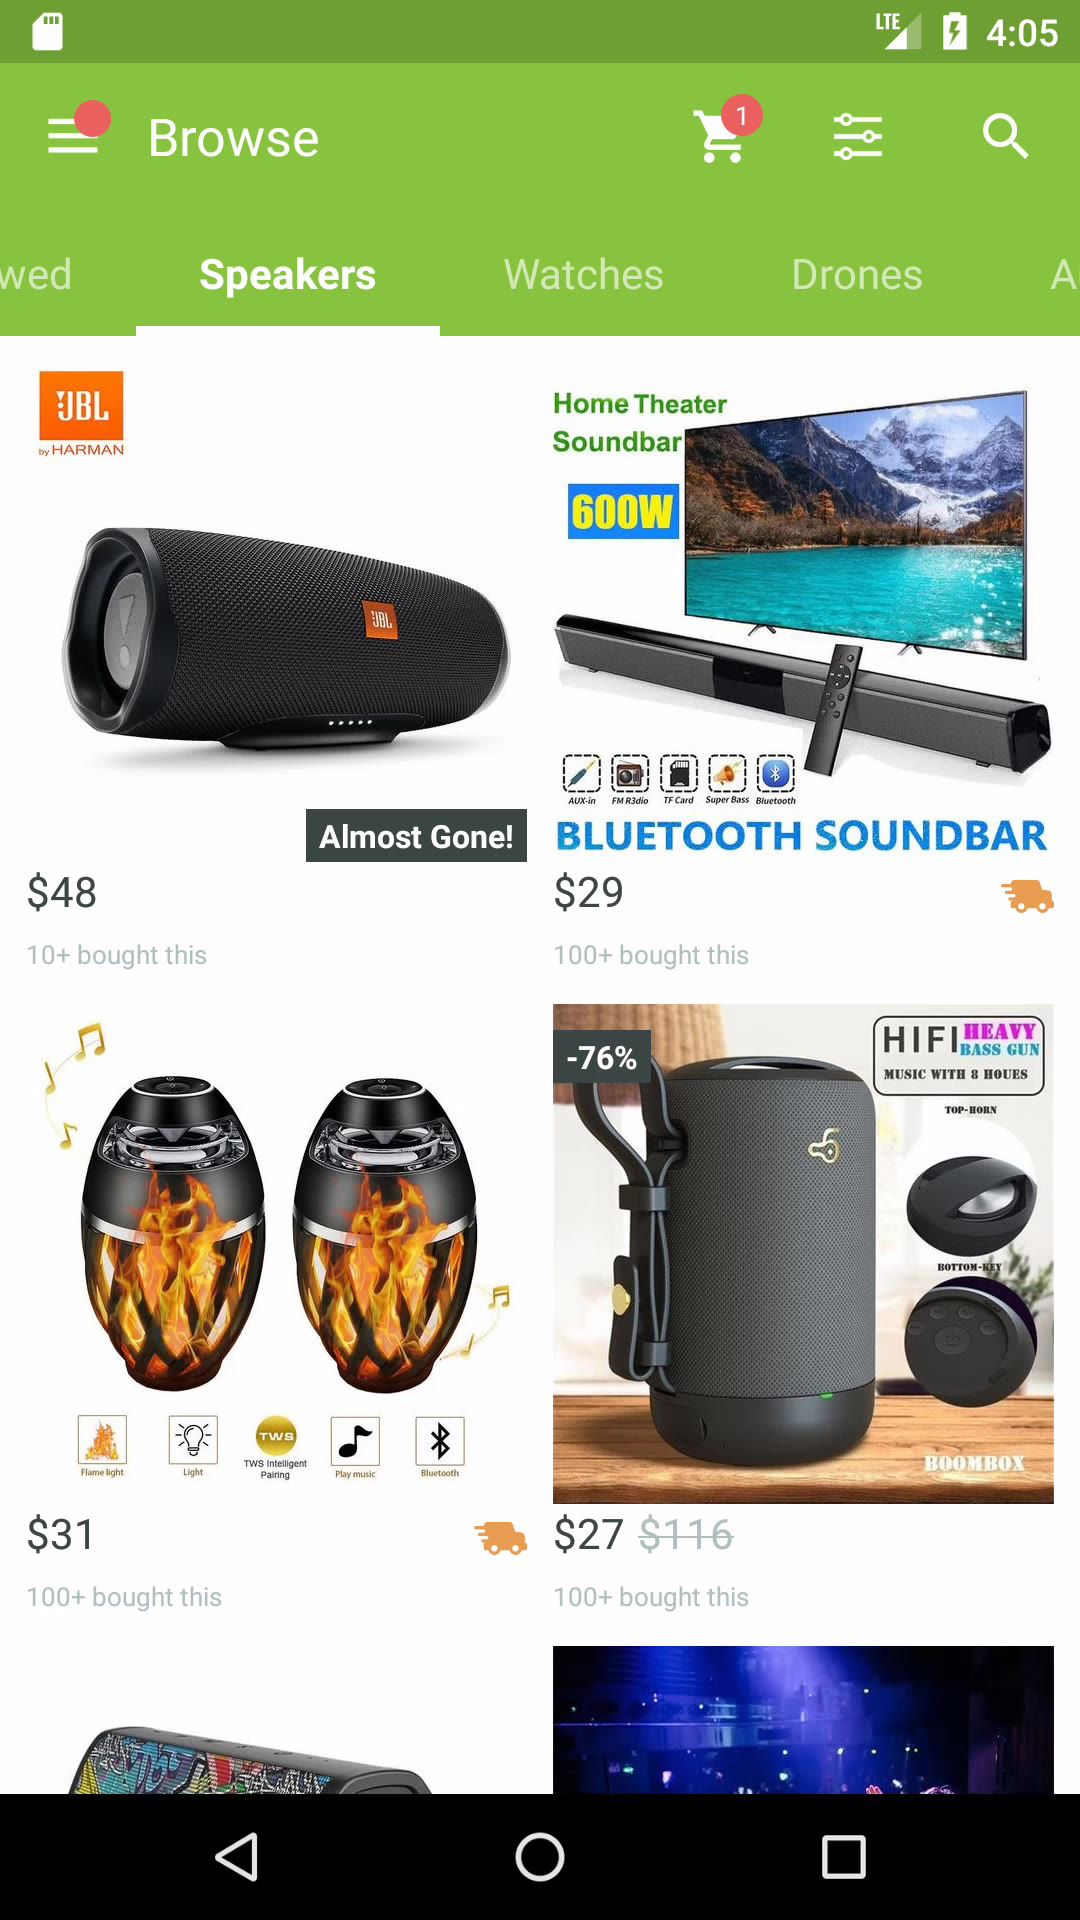 LTE 4:05
Browse 1
wed Speakers Watches Drones A
JBL
by HARMAN
JBL
Almost Gone!
$48
10+ bought this
Home Theater
Soundbar
600W
AUX-in FM R3dio TF Card Super Bass Bluetooth
BLUETOOTH SOUNDBAR
$29
100+ bought this
Flame light Light TWS TWS Intelligent Pairing Play music Bluetooth
$31
100+ bought this
-76%
HIFI HEAVY
BASS GUN
MUSIC WITH 8 HOUES
TOP-HORN
BOTTOM-KEY
BOOMBOX
$27 $116
100+ bought this